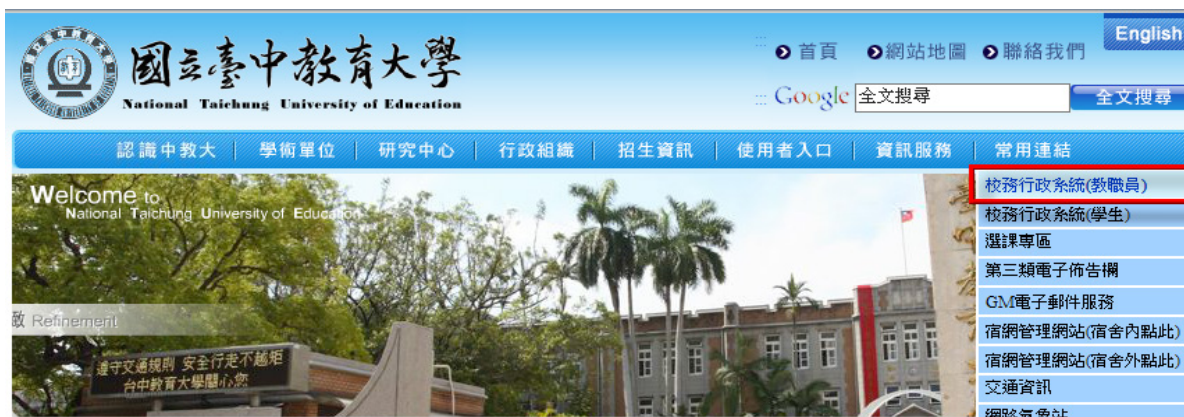 English
國立臺中教育大學
National Taichung University of Education
首頁 網站地圖 聯絡我們
Google 全文搜尋 全文搜尋
認識中教大 | 學術單位 | 研究中心 | 行政組織 | 招生資訊 | 使用者入口 | 資訊服務 | 常用連結
Welcome to
National Taichung University of Education
Refinement
遵守交通規則 安全行走不越矩
台中教育大學關心您
校務行政系統(教職員)
校務行政系統(學生)
選課專區
第三類電子佈告欄
GM電子郵件服務
宿網管理網站(宿舍內點此)
宿網管理網站(宿舍外點此)
交通資訊